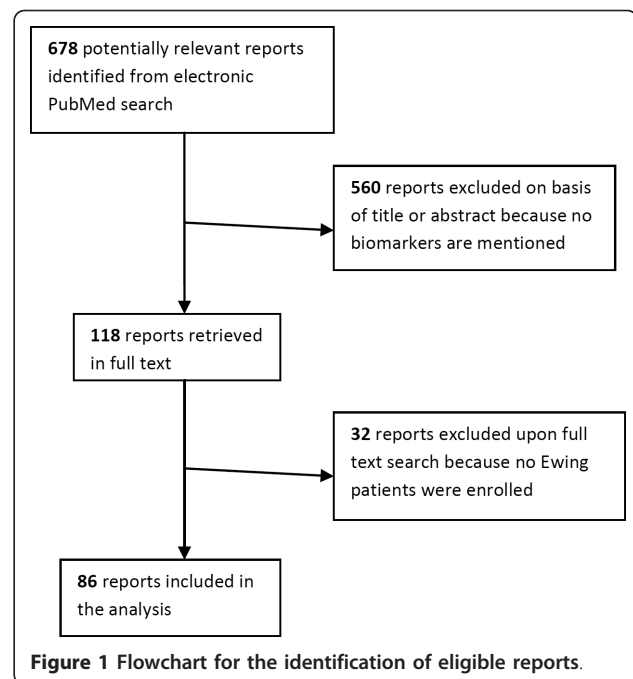 678 potentially relevant reports
identified from electronic
PubMed search
560 reports excluded on basis
of title or abstract because no
biomarkers are mentioned
118 reports retrieved
in full text
32 reports excluded upon full
text search because no Ewing
patients were enrolled
86 reports included in
the analysis
Figure 1 Flowchart for the identification of eligible reports.